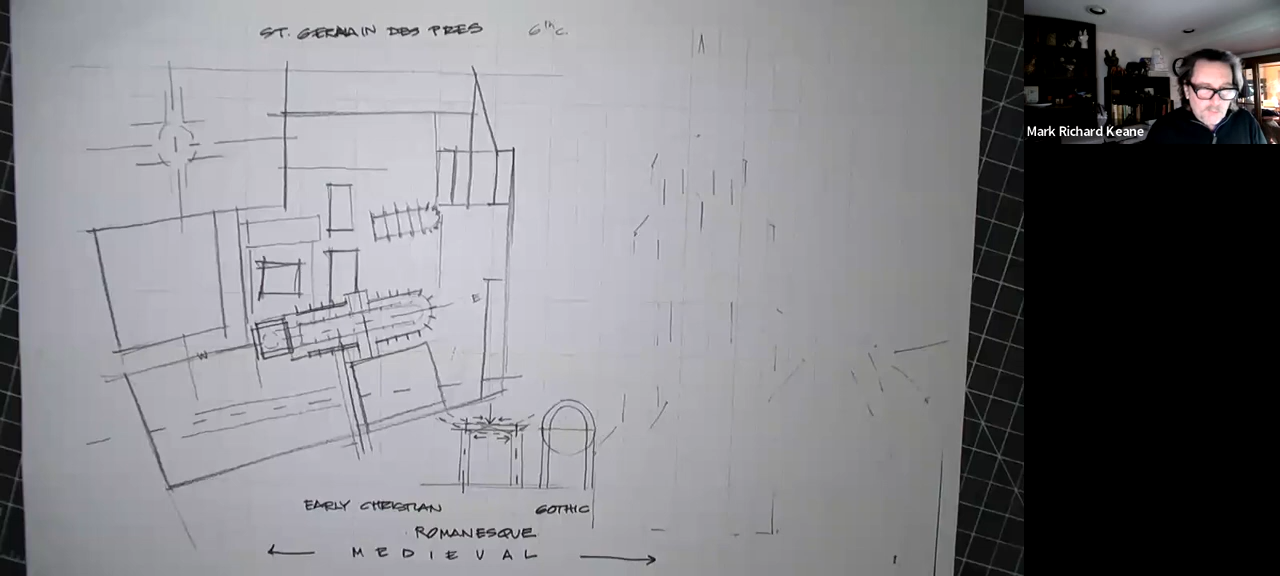 ST. GERMAIN DES PRES 6th c.
Mark Richard Keane
E
W
EARLY CHRISTIAN GOTHIC
ROMANESQUE
MEDIEVAL